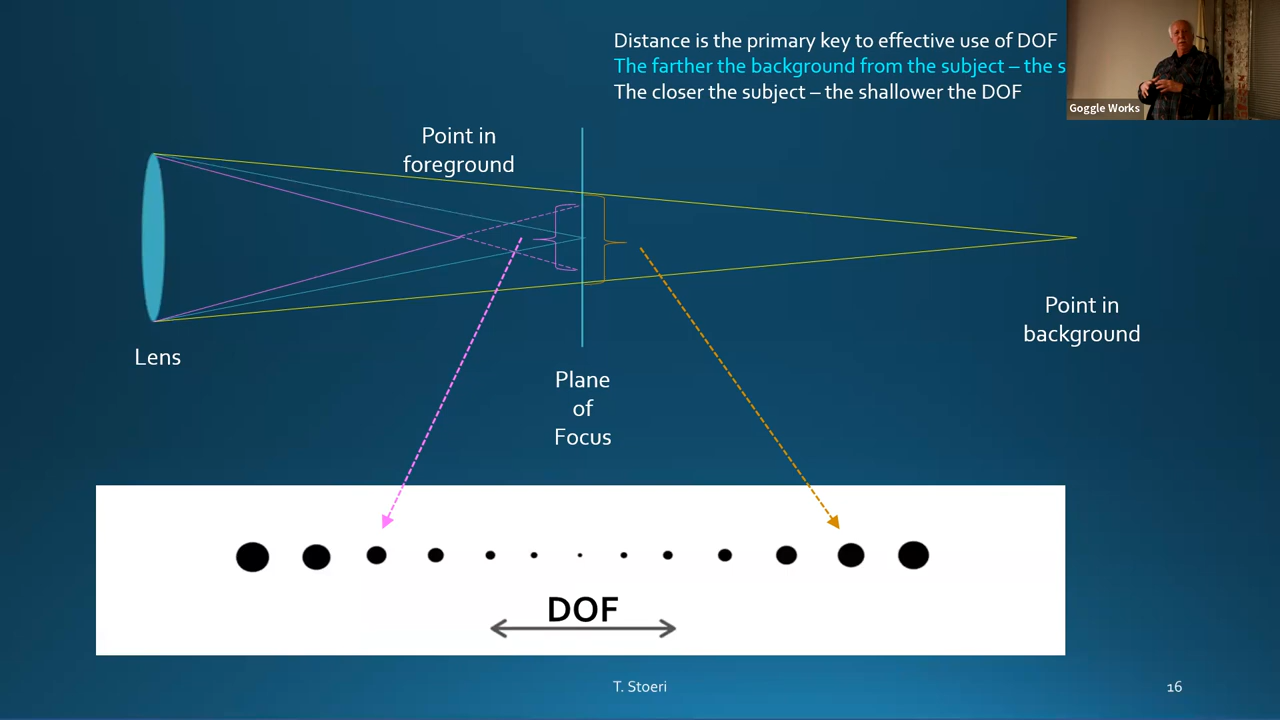 Distance is the primary key to effective use of DOF
The farther the background from the subject – the s
The closer the subject – the shallower the DOF
Goggle Works
Point in
foreground
Point in
background
Lens
Plane
of
Focus
DOF
T. Stoeri
16